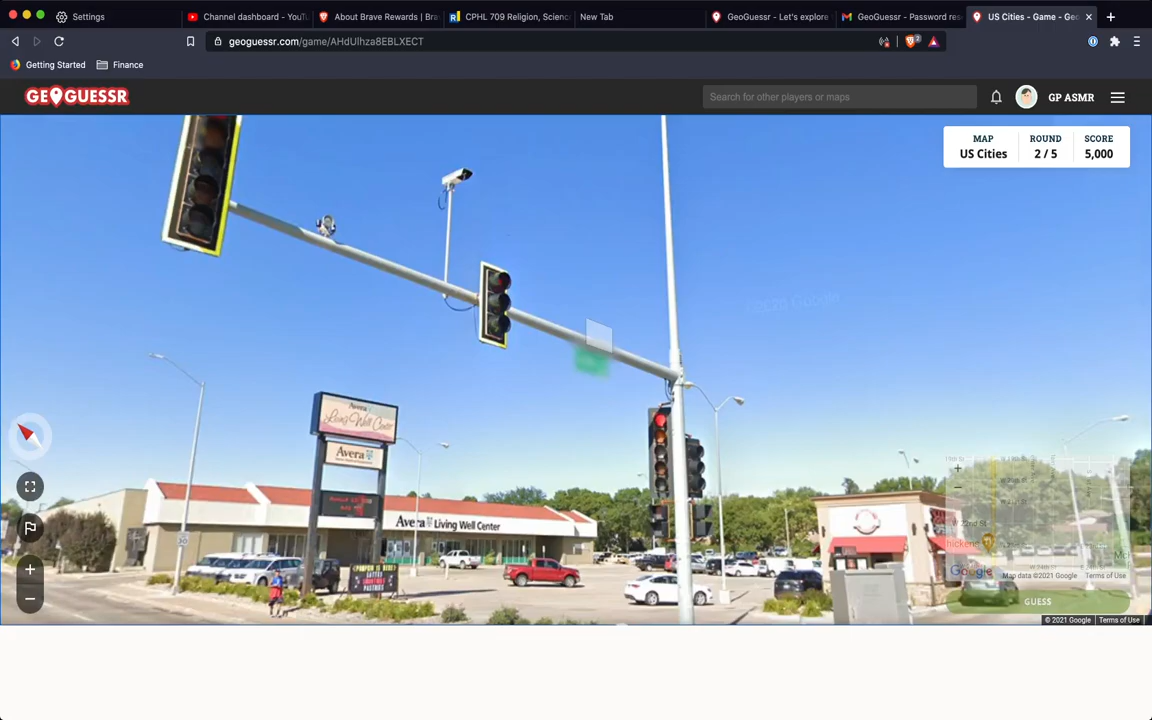 Settings
Channel dashboard - YouTu
About Brave Rewards | Bra
CPHL 709 Religion, Scienc
New Tab
GeoGuessr - Let's explore
GeoGuessr - Password res
US Cities - Game - Geo
geoguessr.com/game/AHdUlhza8EBLXECT
2
Getting Started
Finance
GEOGUESSR
Search for other players or maps
GP ASMR
MAP
ROUND
SCORE
US Cities
2 / 5
5,000
Avera
Living Well Center
Avera
Avera Living Well Center
Google
Map data ©2021 Google
Terms of Use
GUESS
© 2021 Google
Terms of Use